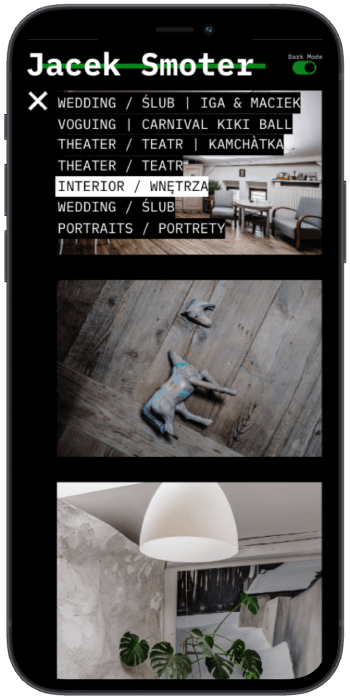 Jacek Smoter
Dark Mode
WEDDING / ŚLUB | IGA & MACIEK
VOGUING | CARNIVAL KIKI BALL
THEATER / TEATR | KAMCHÀTKA
THEATER / TEATR
INTERIOR / WNĘTRZA
WEDDING / ŚLUB
PORTRAITS / PORTRETY